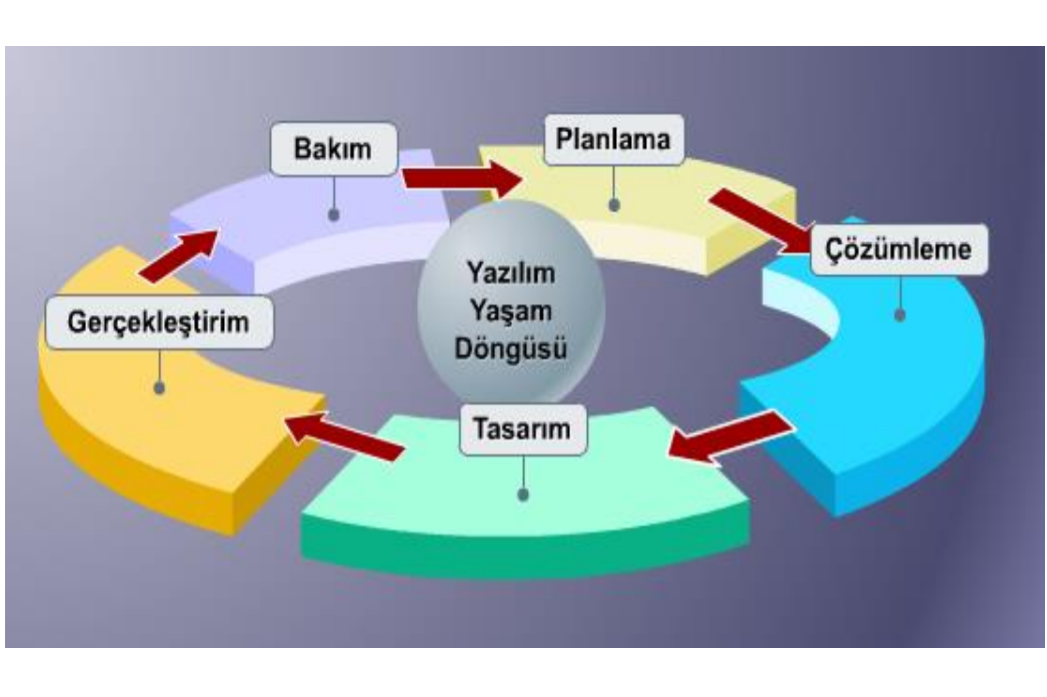 Bakım
Planlama
Çözümleme
Yazılım
Yaşam
Döngüsü
Gerçekleştirim
Tasarım